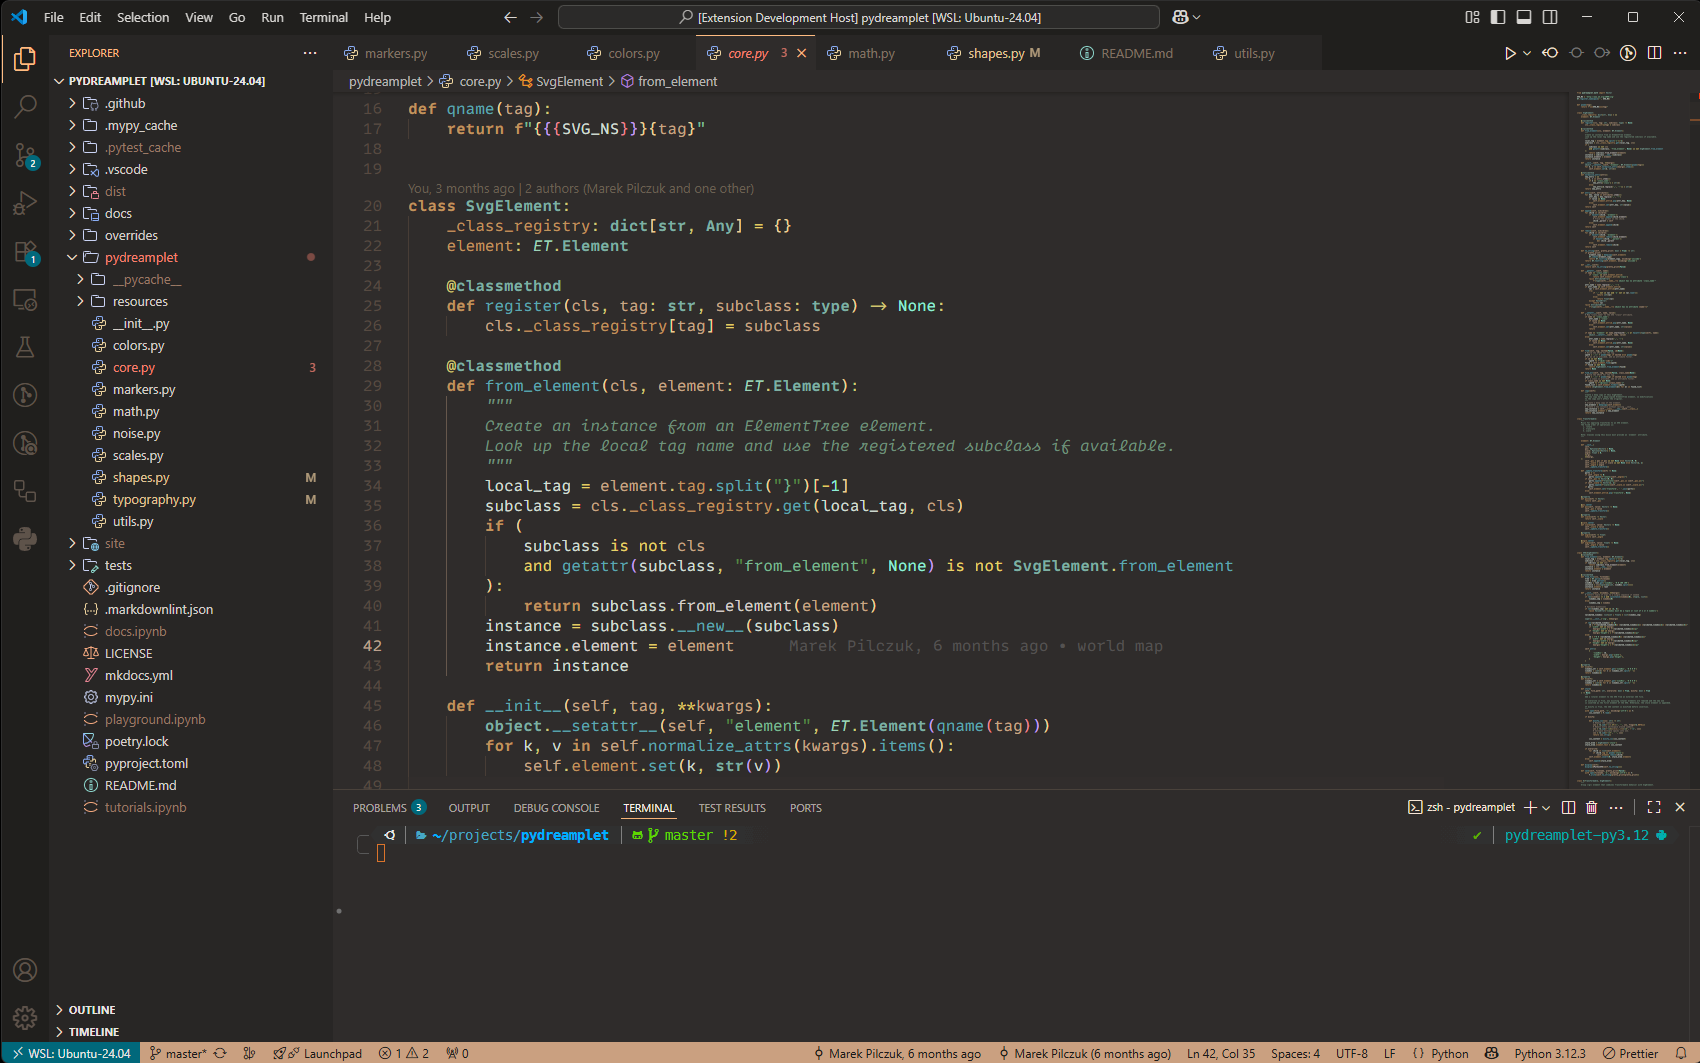 File Edit Selection View Go Run Terminal Help
[Extension Development Host] pydreamplet [WSL: Ubuntu-24.04]
EXPLORER
PYDREAMPLET [WSL: UBUNTU-24.04]
.github
.mypy_cache
.pytest_cache
.vscode
dist
docs
overrides
pydreamplet
__pycache__
resources
__init__.py
colors.py
core.py 3
markers.py
math.py
noise.py
scales.py
shapes.py M
typography.py M
utils.py
site
tests
.gitignore
.markdownlint.json
docs.ipynb
LICENSE
mkdocs.yml
mypy.ini
playground.ipynb
poetry.lock
pyproject.toml
README.md
tutorials.ipynb
OUTLINE
TIMELINE
2
1
markers.py scales.py colors.py core.py 3 math.py shapes.py M README.md utils.py
pydreamplet > core.py > SvgElement > from_element
16 def qname(tag):
17 return f"{{{SVG_NS}}}{tag}"
18
19
You, 3 months ago | 2 authors (Marek Pilczuk and one other)
20 class SvgElement:
21 _class_registry: dict[str, Any] = {}
22 element: ET.Element
23
24 @classmethod
25 def register(cls, tag: str, subclass: type) → None:
26 cls._class_registry[tag] = subclass
27
28 @classmethod
29 def from_element(cls, element: ET.Element):
30 """
31 Create an instance from an ElementTree element.
32 Look up the local tag name and use the registered subclass if available.
33 """
34 local_tag = element.tag.split("}")[-1]
35 subclass = cls._class_registry.get(local_tag, cls)
36 if (
37 subclass is not cls
38 and getattr(subclass, "from_element", None) is not SvgElement.from_element
39 ):
40 return subclass.from_element(element)
41 instance = subclass.__new__(subclass)
42 instance.element = element Marek Pilczuk, 6 months ago • world map
43 return instance
44
45 def __init__(self, tag, **kwargs):
46 object.__setattr__(self, "element", ET.Element(qname(tag)))
47 for k, v in self.normalize_attrs(kwargs).items():
48 self.element.set(k, str(v))
49
PROBLEMS 3 OUTPUT DEBUG CONSOLE TERMINAL TEST RESULTS PORTS
zsh - pydreamplet
~/projects/pydreamplet master !2
✓ pydreamplet-py3.12
WSL: Ubuntu-24.04 master* Launchpad 1 2 0
Marek Pilczuk, 6 months ago Marek Pilczuk (6 months ago) Ln 42, Col 35 Spaces: 4 UTF-8 LF {} Python Python 3.12.3 Prettier